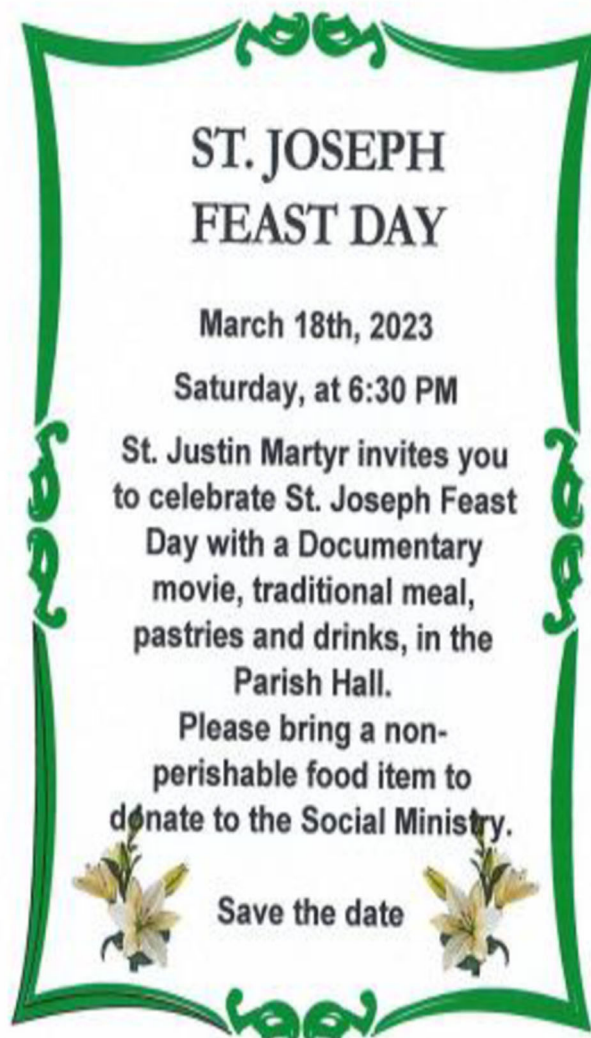 ST. JOSEPH
FEAST DAY
March 18th, 2023
Saturday, at 6:30 PM
St. Justin Martyr invites you
to celebrate St. Joseph Feast
Day with a Documentary
movie, traditional meal,
pastries and drinks, in the
Parish Hall.
Please bring a non-
perishable food item to
donate to the Social Ministry.
Save the date